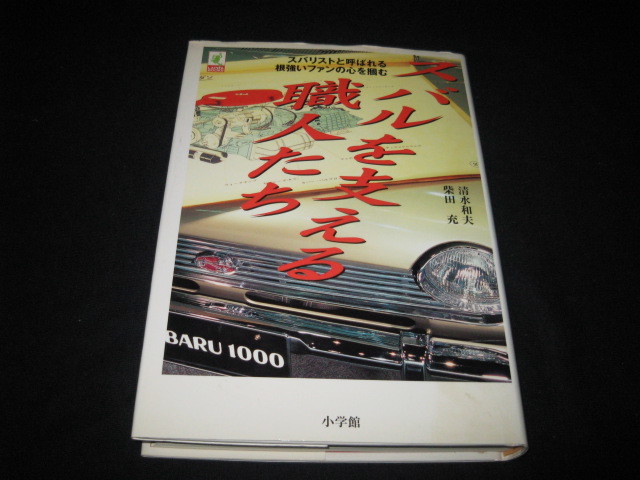 スバリストと呼ばれる
根強いファンの心を掴む
スバルを支える
職人たち
清水和夫
柴田 充
BARU 1000
小学館